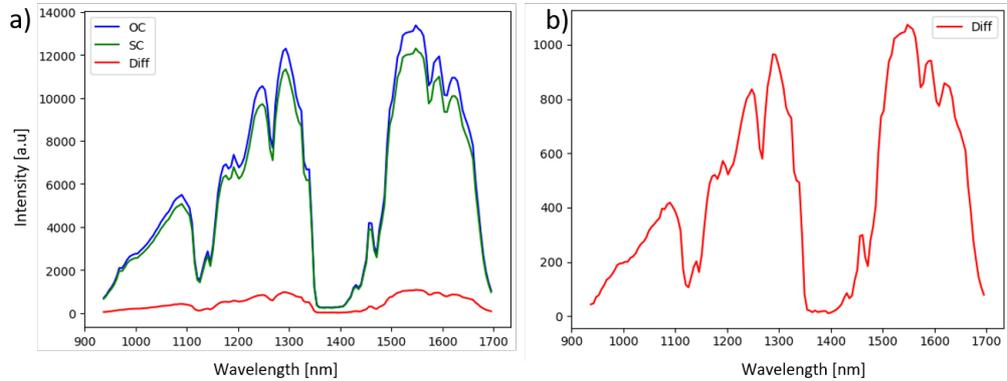 a)
OC
SC
Diff
14000
12000
10000
8000
6000
4000
2000
0
Intensity [a.u]
900 1000 1100 1200 1300 1400 1500 1600 1700
Wavelength [nm]
b)
Diff
1000
800
600
400
200
0
900 1000 1100 1200 1300 1400 1500 1600 1700
Wavelength [nm]